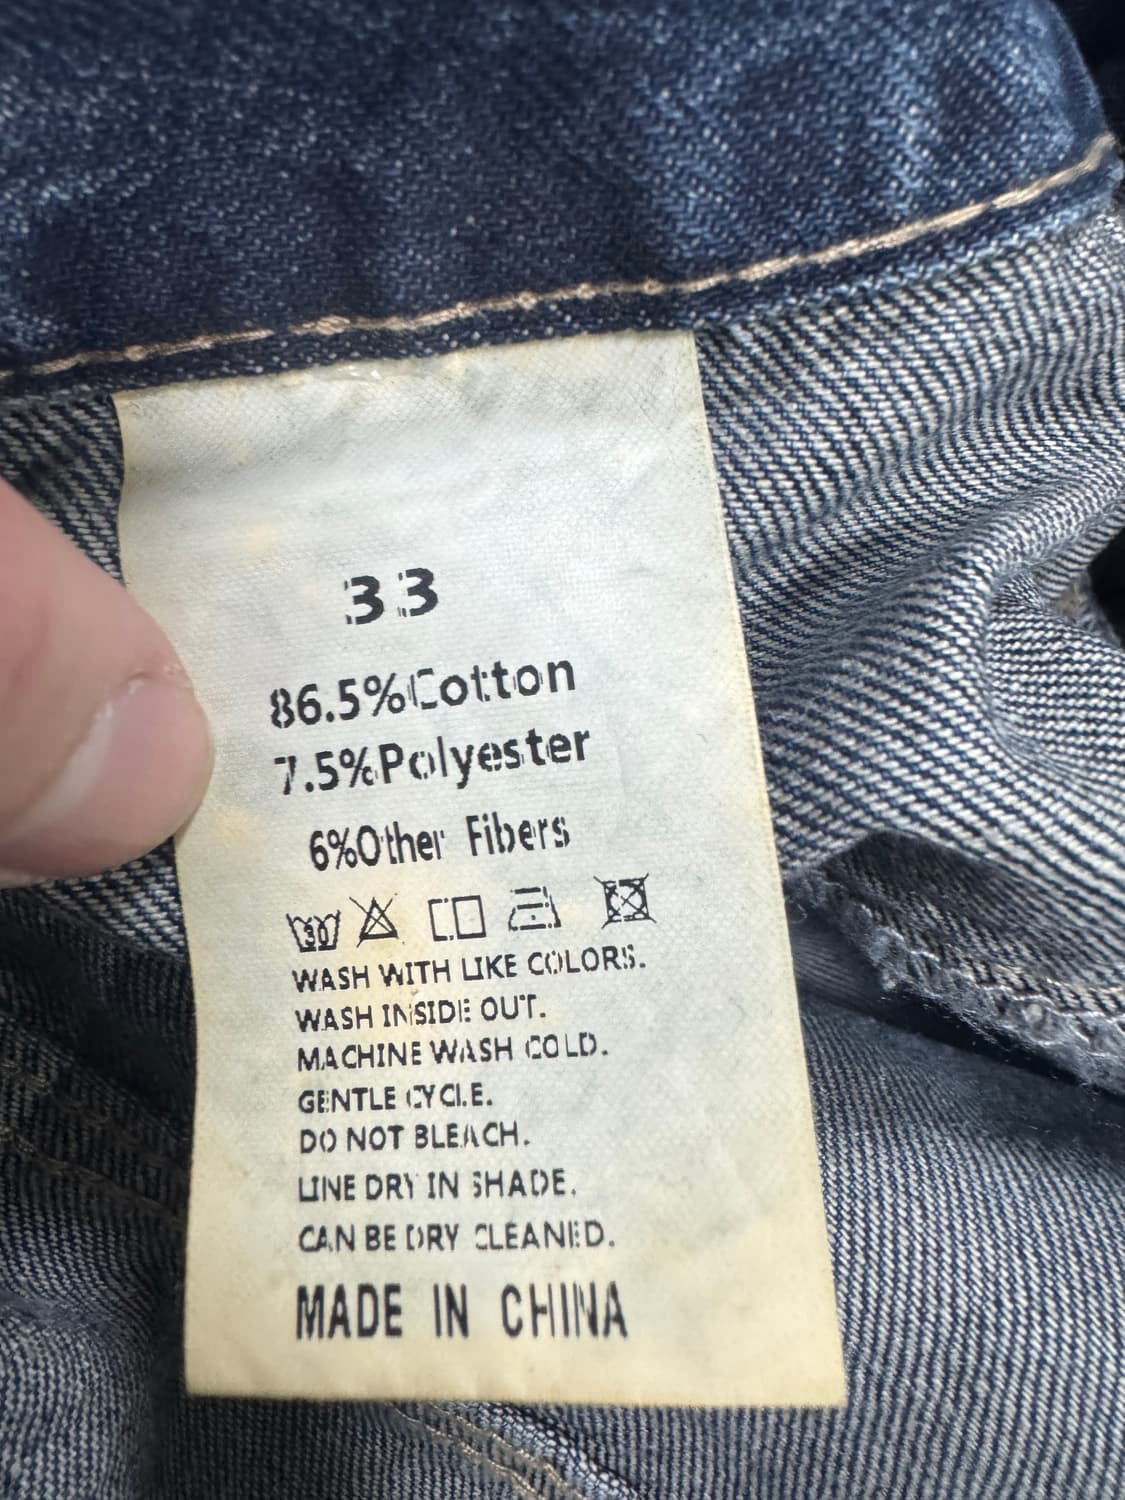 33
86.5%Cotton
7.5%Polyester
6%Other Fibers
30
WASH WITH LIKE COLORS.
WASH INSIDE OUT.
MACHINE WASH COLD.
GENTLE CYCLE.
DO NOT BLEACH.
LINE DRY IN SHADE.
CAN BE DRY CLEANED.
MADE IN CHINA